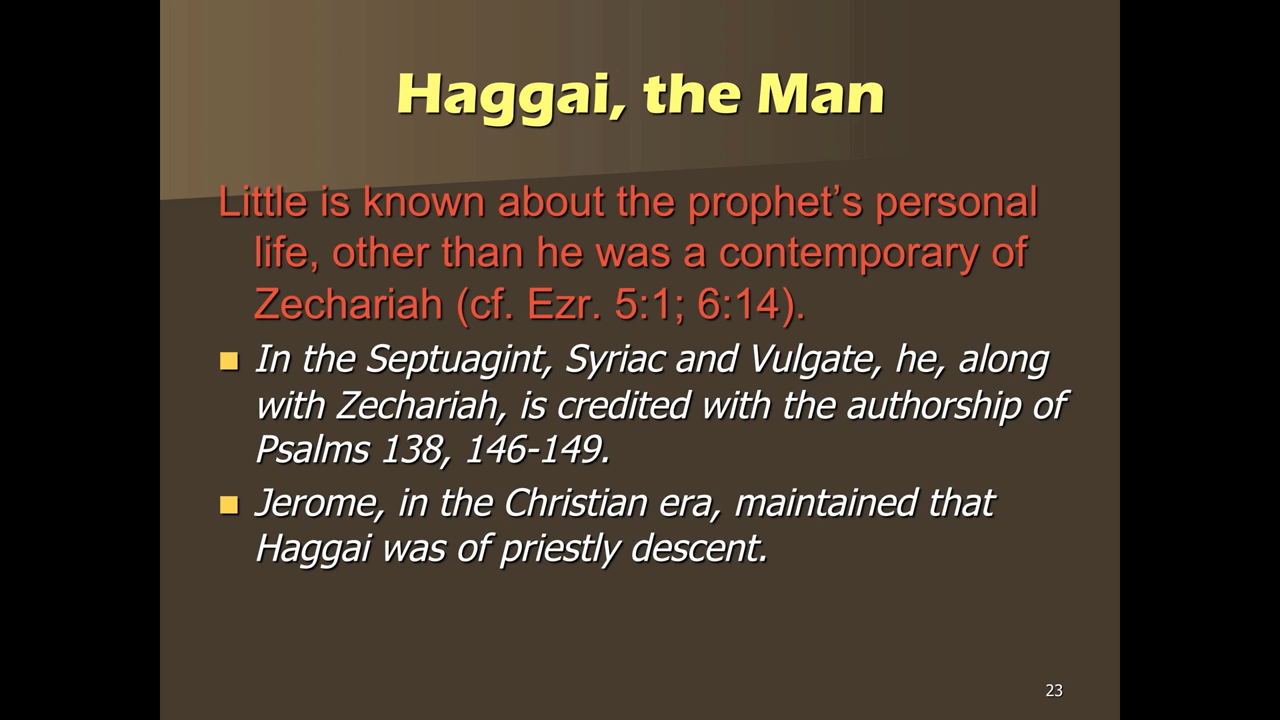 Haggai, the Man
Little is known about the prophet’s personal
life, other than he was a contemporary of
Zechariah (cf. Ezr. 5:1; 6:14).
In the Septuagint, Syriac and Vulgate, he, along
with Zechariah, is credited with the authorship of
Psalms 138, 146-149.
Jerome, in the Christian era, maintained that
Haggai was of priestly descent.
23